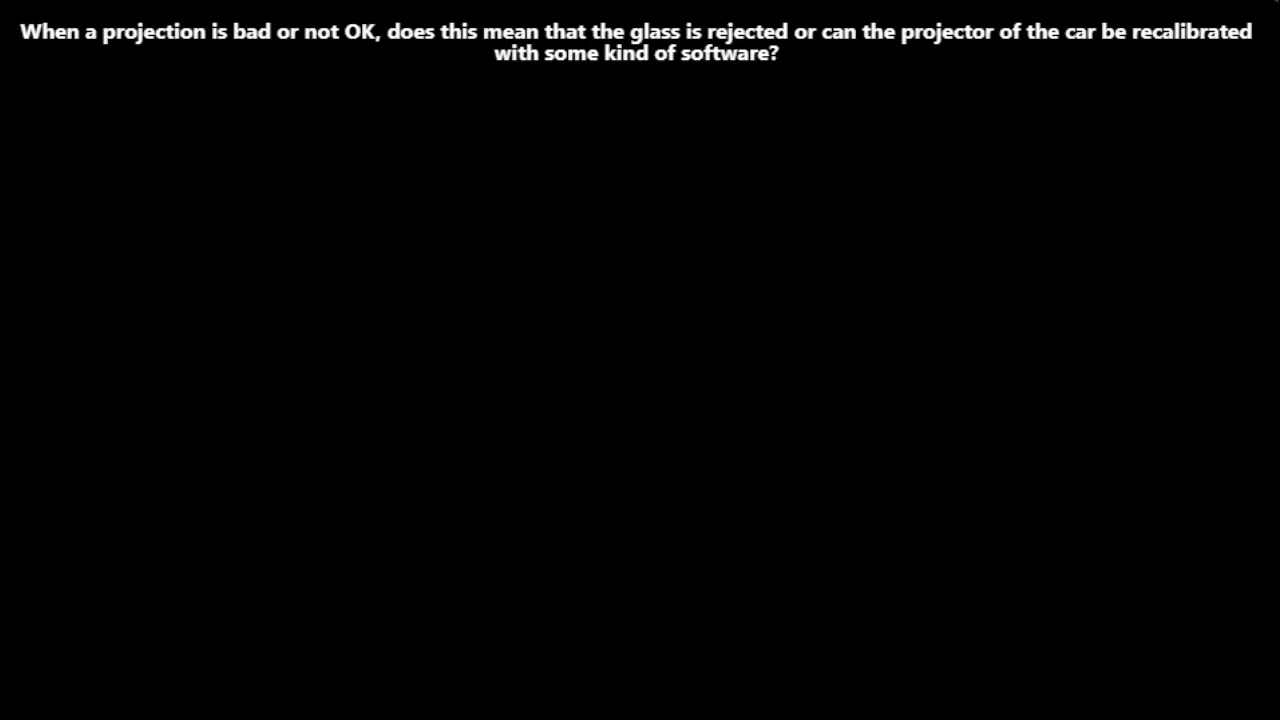 When a projection is bad or not OK, does this mean that the glass is rejected or can the projector of the car be recalibrated
with some kind of software?